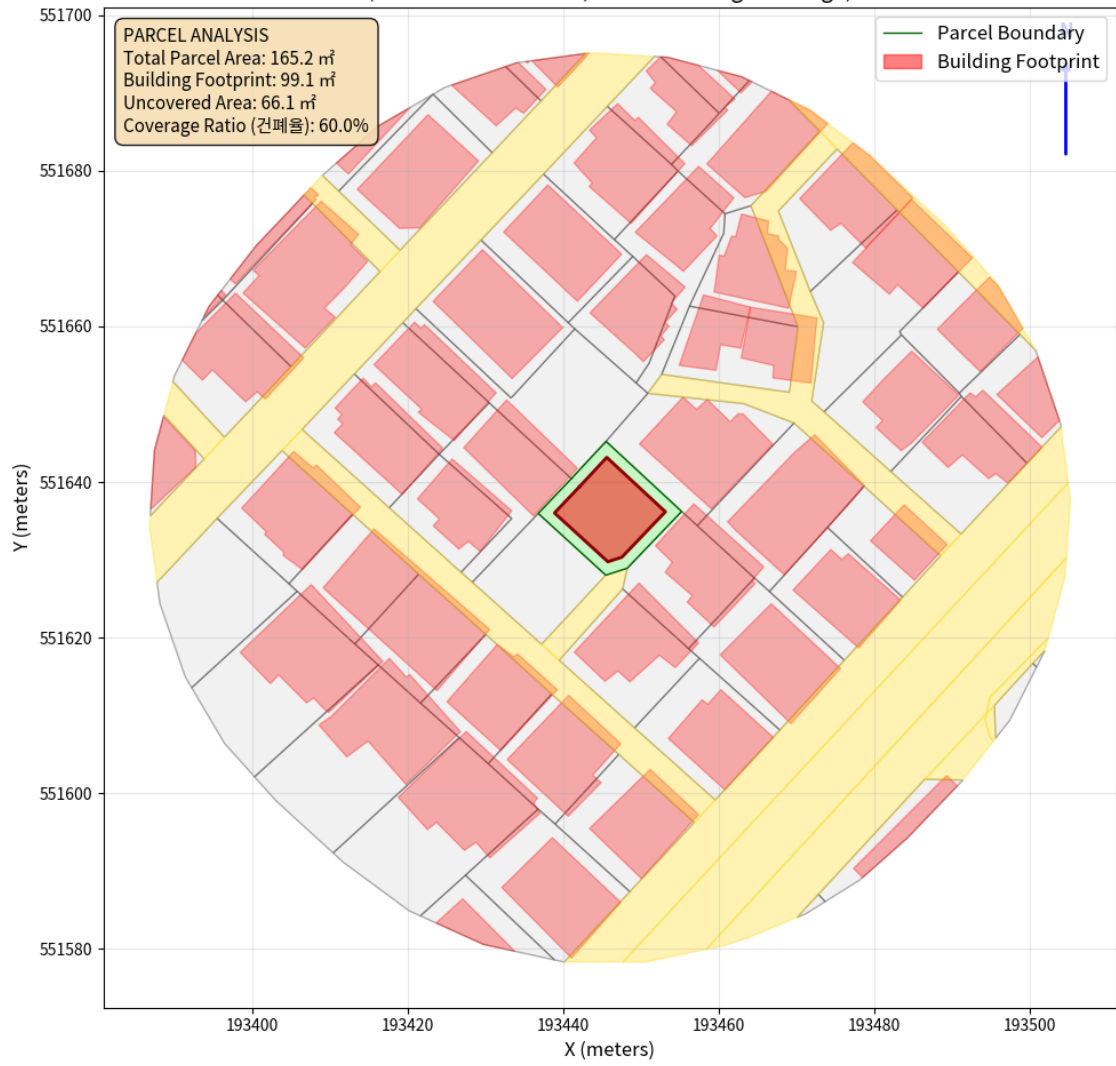 551700
PARCEL ANALYSIS
Total Parcel Area: 165.2 ㎡
Building Footprint: 99.1 ㎡
Uncovered Area: 66.1 ㎡
Coverage Ratio (건폐율): 60.0%
Parcel Boundary
Building Footprint
N
551680
551660
551640
551620
551600
551580
Y (meters)
193400
193420
193440
193460
193480
193500
X (meters)